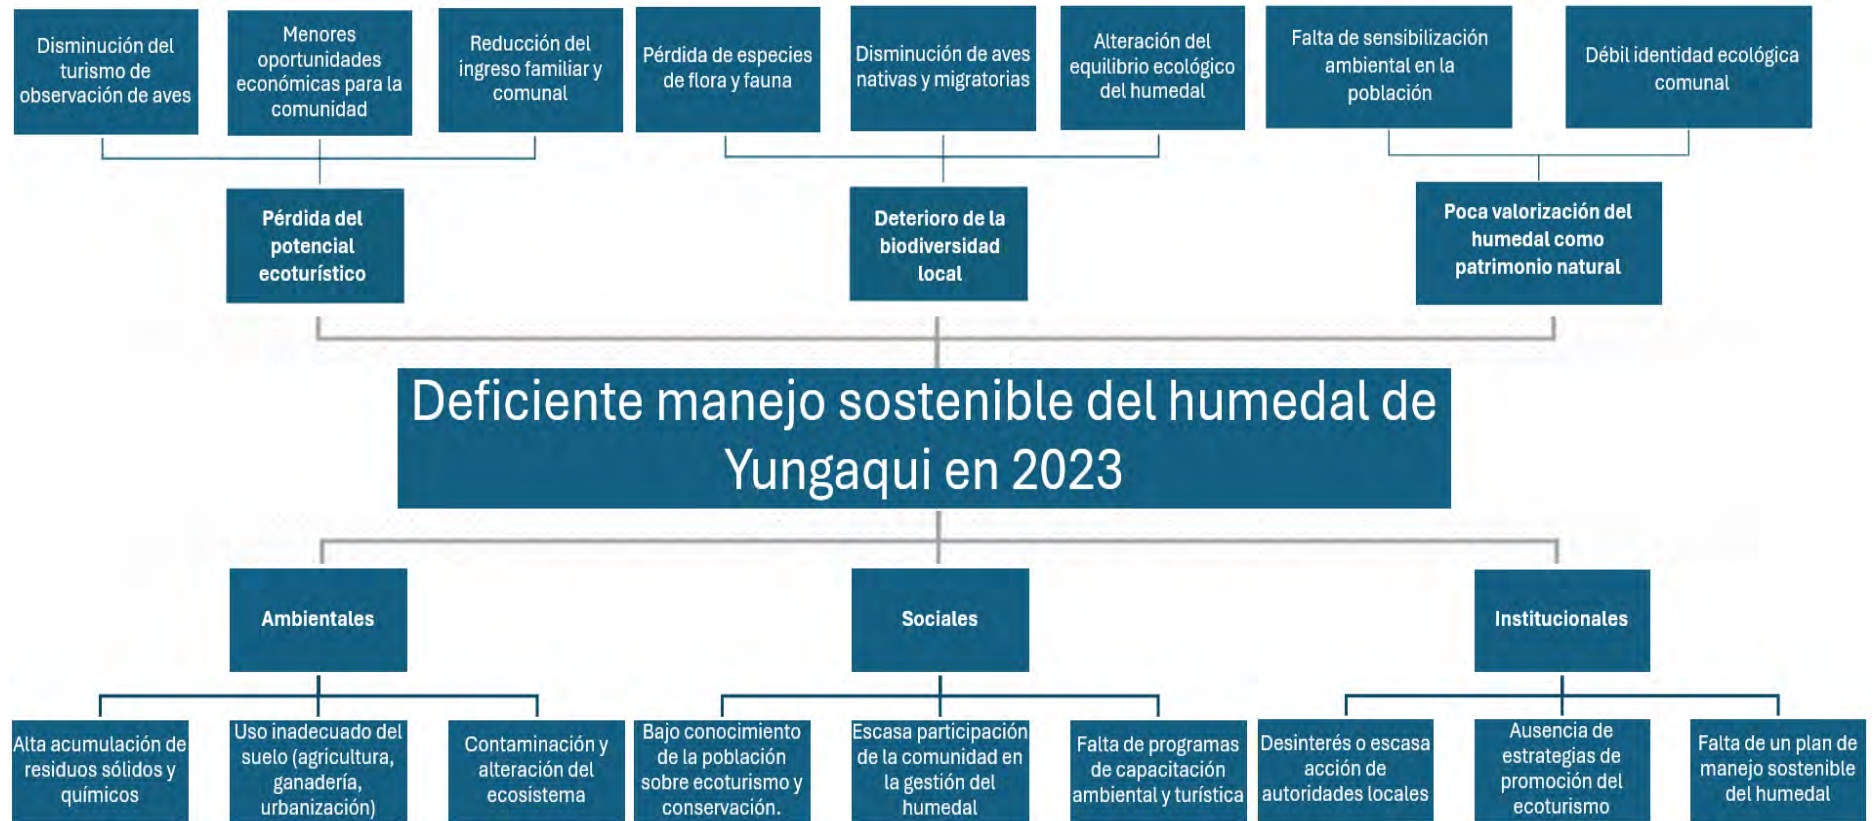 Disminución del
turismo de
observación de aves
Menores
oportunidades
económicas para la
comunidad
Reducción del
ingreso familiar y
comunal
Pérdida de especies
de flora y fauna
Disminución de aves
nativas y migratorias
Alteración del
equilibrio ecológico
del humedal
Falta de sensibilización
ambiental en la
población
Débil identidad ecológica
comunal
Pérdida del
potencial
ecoturístico
Deterioro de la
biodiversidad
local
Poca valorización del
humedal como
patrimonio natural
Deficiente manejo sostenible del humedal de
Yungaqui en 2023
Ambientales
Sociales
Institucionales
Alta acumulación de
residuos sólidos y
químicos
Uso inadecuado del
suelo (agricultura,
ganadería,
urbanización)
Contaminación y
alteración del
ecosistema
Bajo conocimiento
de la población
sobre ecoturismo y
conservación.
Escasa participación
de la comunidad en
la gestión del
humedal
Falta de programas
de capacitación
ambiental y turística
Desinterés o escasa
acción de
autoridades locales
Ausencia de
estrategias de
promoción del
ecoturismo
Falta de un plan de
manejo sostenible
del humedal